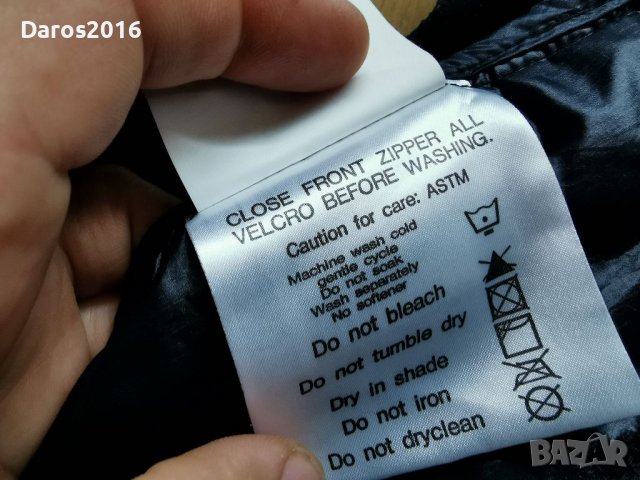 Daros2016
CLOSE FRONT ZIPPER ALL
VELCRO BEFORE WASHING.
Caution for care: ASTM
Machine wash cold
gentle cycle
Do not soak
Wash separately
No softener
Do not bleach
Do not tumble dry
Dry in shade
Do not iron
Do not dryclean
BAZAR